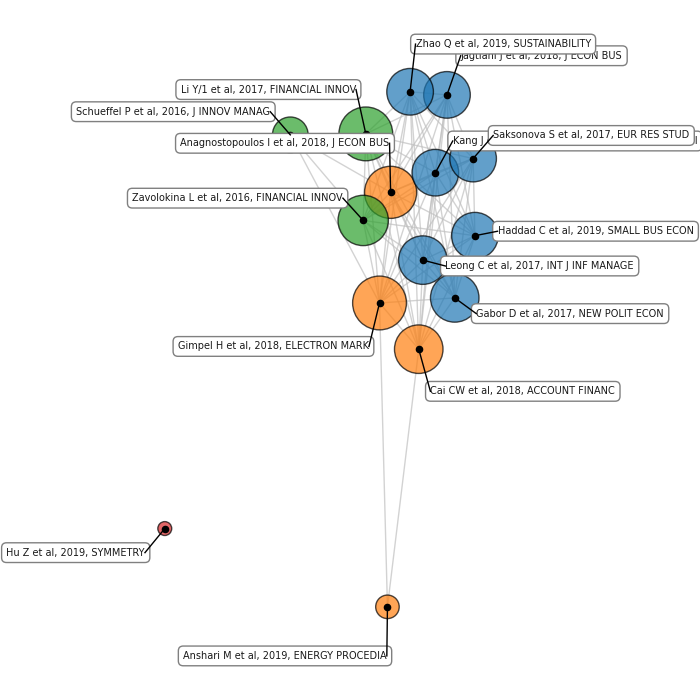 Zhao Q et al, 2019, SUSTAINABILITY
Jagtiani J et al, 2018, J ECON BUS
Li Y/1 et al, 2017, FINANCIAL INNOV
Schueffel P et al, 2016, J INNOV MANAG
Anagnostopoulos I et al, 2018, J ECON BUS
Kang J
Saksonova S et al, 2017, EUR RES STUD
Zavolokina L et al, 2016, FINANCIAL INNOV
Haddad C et al, 2019, SMALL BUS ECON
Leong C et al, 2017, INT J INF MANAGE
Gabor D et al, 2017, NEW POLIT ECON
Gimpel H et al, 2018, ELECTRON MARK
Cai CW et al, 2018, ACCOUNT FINANC
Hu Z et al, 2019, SYMMETRY
Anshari M et al, 2019, ENERGY PROCEDIA